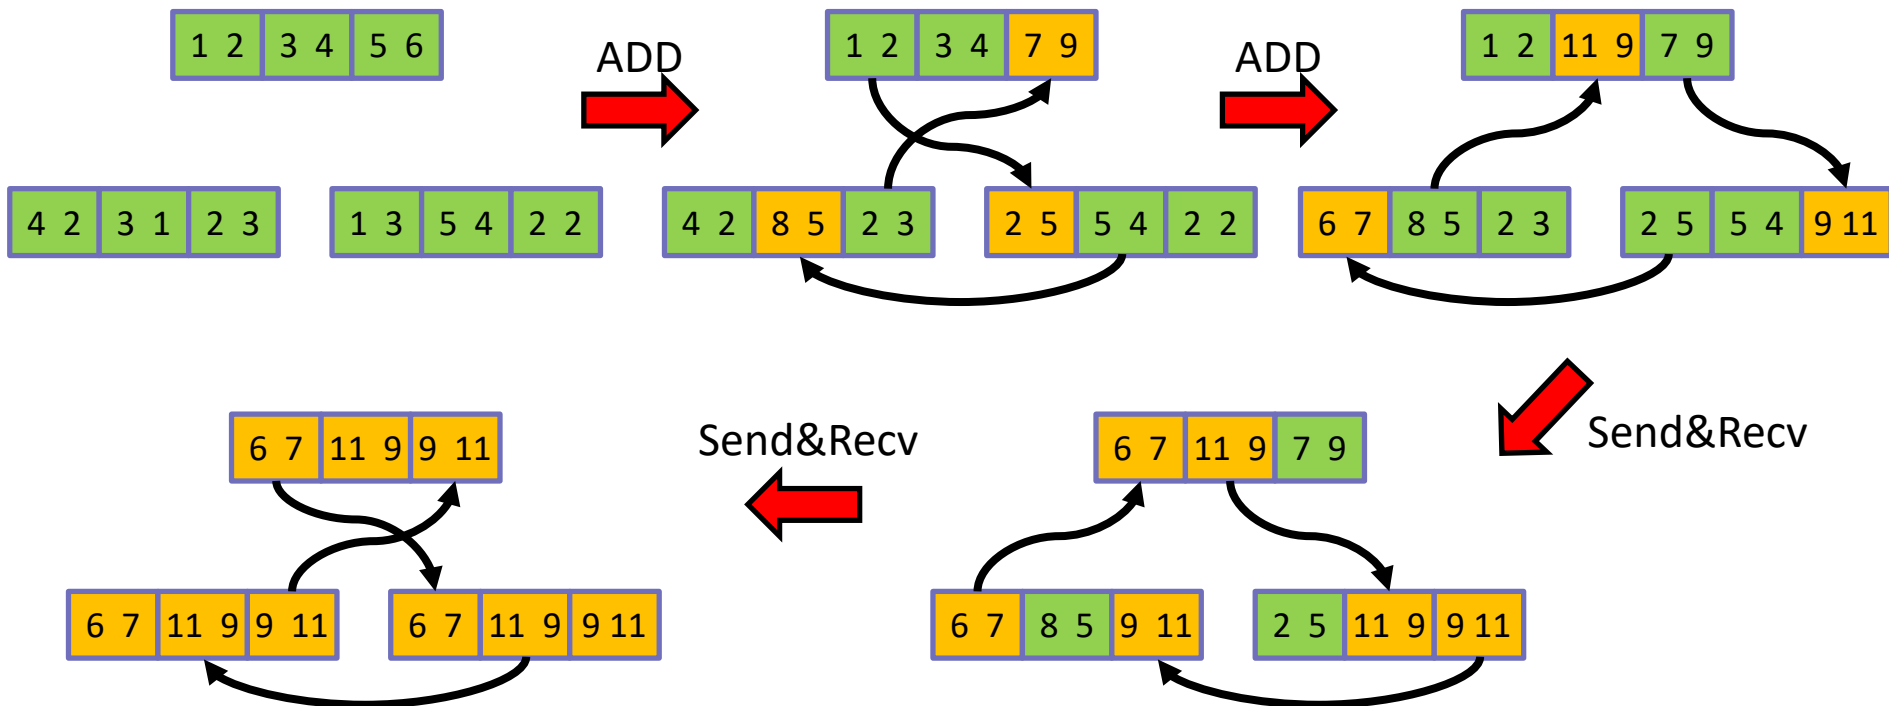 1 2 3 4 5 6
4 2 3 1 2 3
1 3 5 4 2 2
ADD
1 2 3 4 7 9
4 2 8 5 2 3
2 5 5 4 2 2
ADD
1 2 11 9 7 9
6 7 8 5 2 3
2 5 5 4 9 11
Send&Recv
6 7 11 9 7 9
6 7 8 5 9 11
2 5 11 9 9 11
Send&Recv
6 7 11 9 9 11
6 7 11 9 9 11
6 7 11 9 9 11